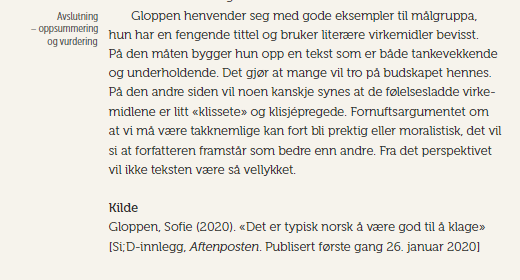 Avslutning
– oppsummering
og vurdering
Gloppen henvender seg med gode eksempler til målgruppa,
hun har en fengende tittel og bruker literære virkemidler bevisst.
På den måten bygger hun opp en tekst som er både tankevekkende
og underholdende. Det gjør at mange vil tro på budskapet hennes.
På den andre siden vil noen kanskje synes at de følelsesladde virke-
midlene er litt «klissete» og klisjépregede. Fornuftsargumentet om
at vi må være takknemlige kan fort bli prektig eller moralistisk, det vil
si at forfatteren framstår som bedre enn andre. Fra det perspektivet
vil ikke teksten være så vellykket.
Kilde
Gloppen, Sofie (2020). «Det er typisk norsk å være god til å klage»
[Si;D-innlegg, Aftenposten. Publisert første gang 26. januar 2020]